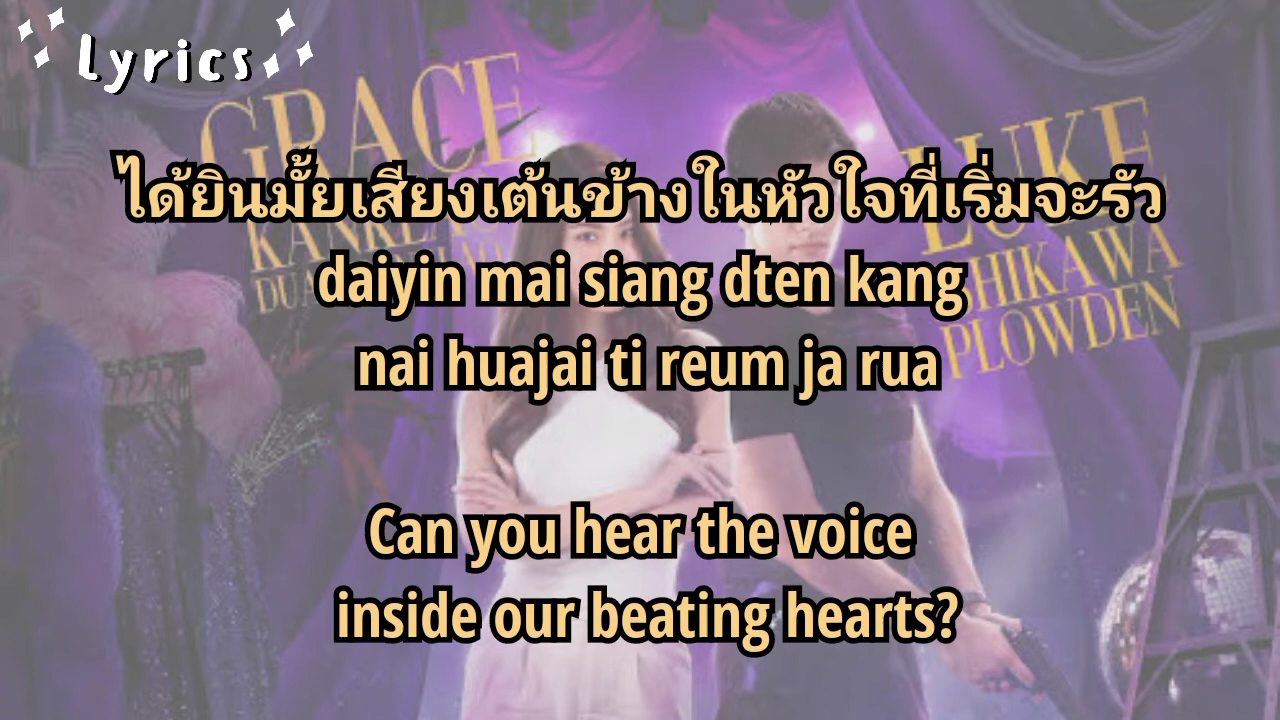 Lyrics
GRACE
LUKE
ได้ยินมั้ยเสียงเต้นข้างในหัวใจที่เริ่มจะรัว
daiyin mai siang dten kang
nai huajai ti reum ja rua
PLOWDEN
Can you hear the voice
inside our beating hearts?